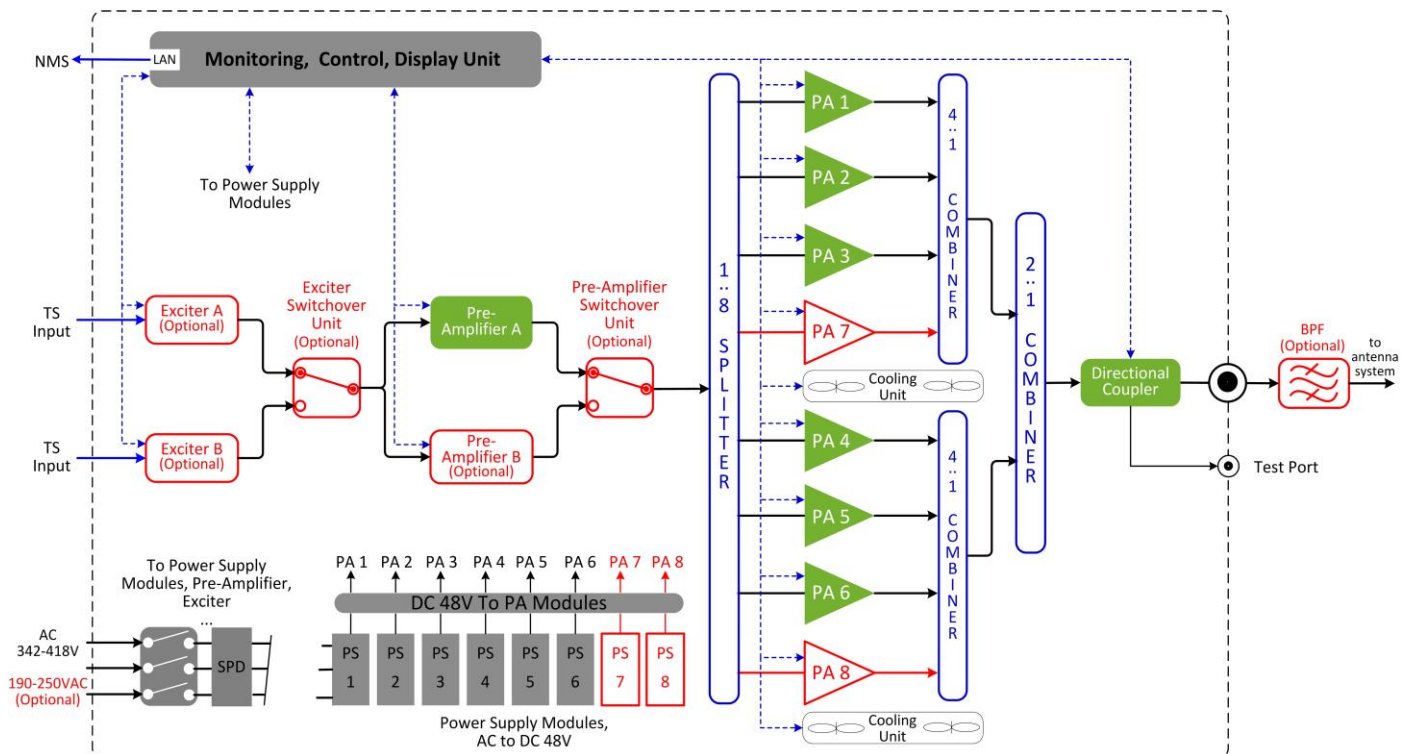 NMS
LAN
Monitoring, Control, Display Unit
To Power Supply
Modules
TS
Input
Exciter A
(Optional)
Exciter
Switchover
Unit
(Optional)
Pre-
Amplifier A
Pre-Amplifier
Switchover
Unit
(Optional)
TS
Input
Exciter B
(Optional)
Pre-
Amplifier B
(Optional)
1..8 SPLITTER
PA 1
PA 2
PA 3
PA 7
Cooling
Unit
PA 4
PA 5
PA 6
PA 8
Cooling
Unit
4..1 COMBINER
4..1 COMBINER
2..1 COMBINER
Directional
Coupler
BPF
(Optional)
to
antenna
system
Test Port
To Power Supply
Modules, Pre-Amplifier,
Exciter
...
AC
342-418V
190-250VAC
(Optional)
SPD
PA 1 PA 2 PA 3 PA 4 PA 5 PA 6 PA 7 PA 8
DC 48V To PA Modules
PS PS PS PS PS PS PS PS
1 2 3 4 5 6 7 8
Power Supply Modules,
AC to DC 48V